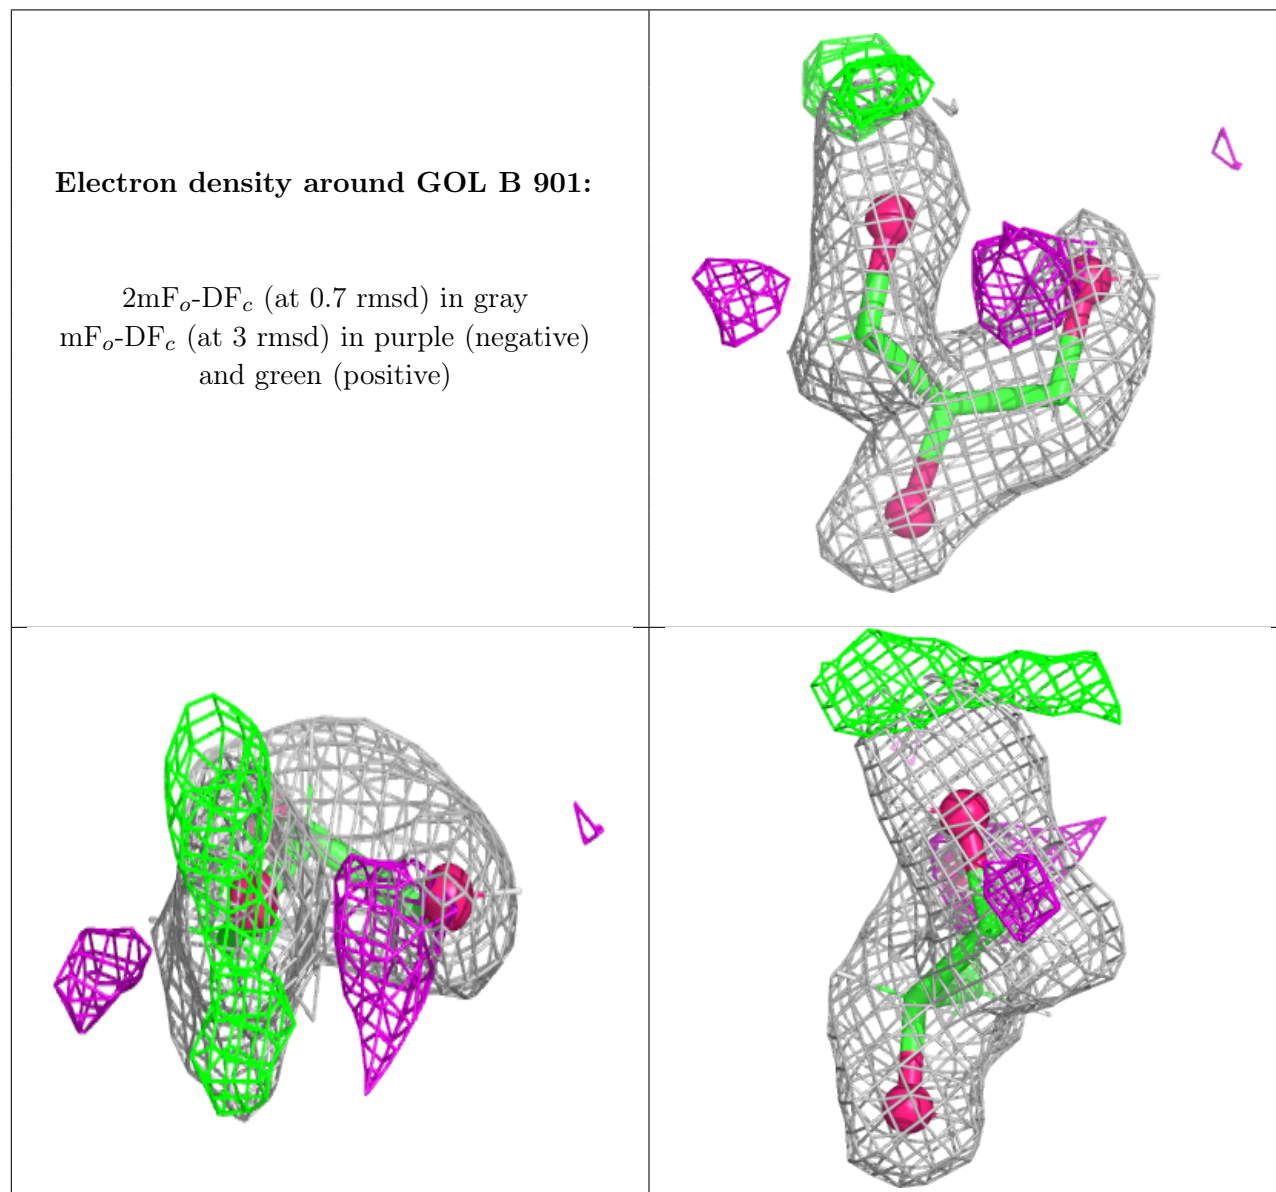 Electron density around GOL B 901:
2mFo-DFc (at 0.7 rmsd) in gray
mFo-DFc (at 3 rmsd) in purple (negative)
and green (positive)